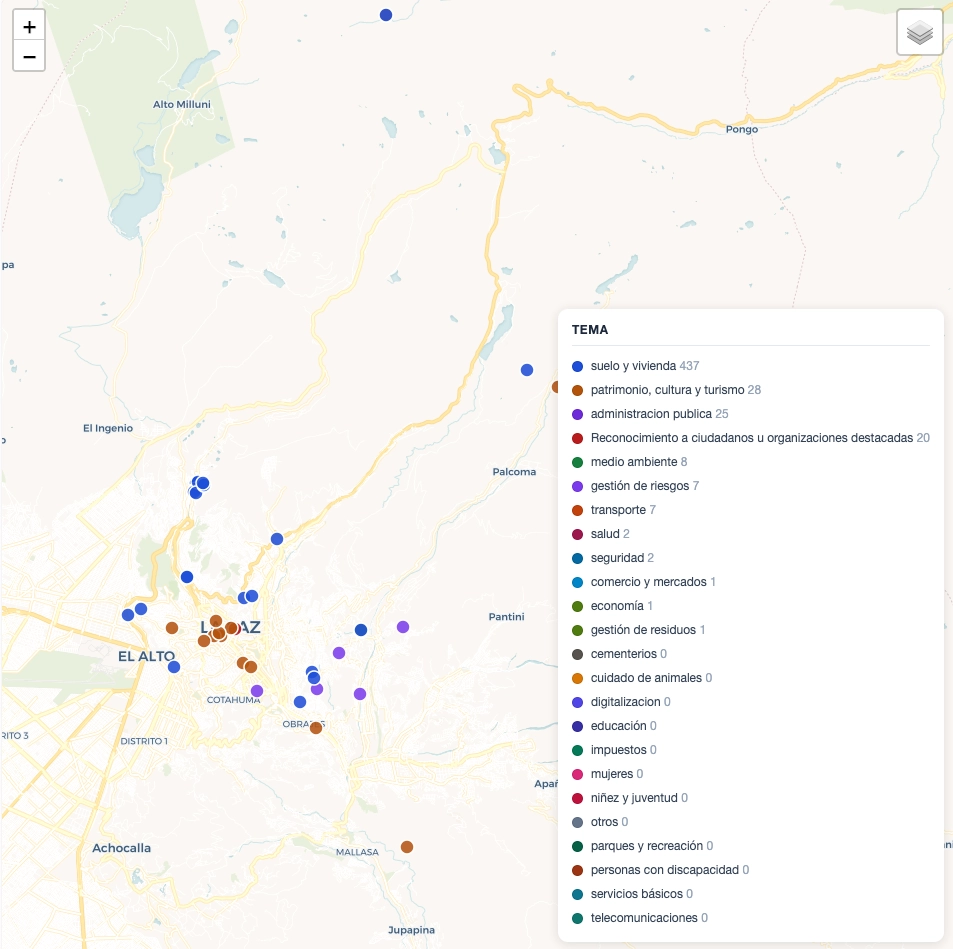 +
−
Alto Milluni
Pongo
pa
El Ingenio
Palcoma
Pantini
EL ALTO
COTAHUMA
RITO 3
DISTRITO 1
Achocalla
MALLASA
Jupapina
TEMA
suelo y vivienda 437
patrimonio, cultura y turismo 28
administracion publica 25
Reconocimiento a ciudadanos u organizaciones destacadas 20
medio ambiente 8
gestión de riesgos 7
transporte 7
salud 2
seguridad 2
comercio y mercados 1
economía 1
gestión de residuos 1
cementerios 0
cuidado de animales 0
digitalizacion 0
educación 0
impuestos 0
mujeres 0
niñez y juventud 0
otros 0
parques y recreación 0
personas con discapacidad 0
servicios básicos 0
telecomunicaciones 0